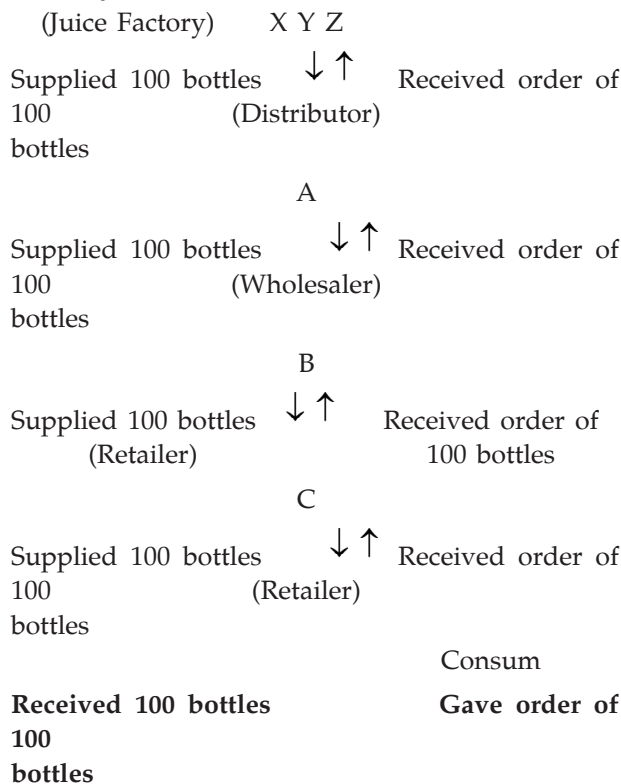 (Juice Factory) X Y Z
↓ ↑
Supplied 100 bottles Received order of
100 (Distributor)
bottles
A
↓ ↑
Supplied 100 bottles Received order of
100 (Wholesaler)
bottles
B
↓ ↑
Supplied 100 bottles Received order of
(Retailer) 100 bottles
C
↓ ↑
Supplied 100 bottles Received order of
100 (Retailer)
bottles
Consum
Received 100 bottles Gave order of
100
bottles